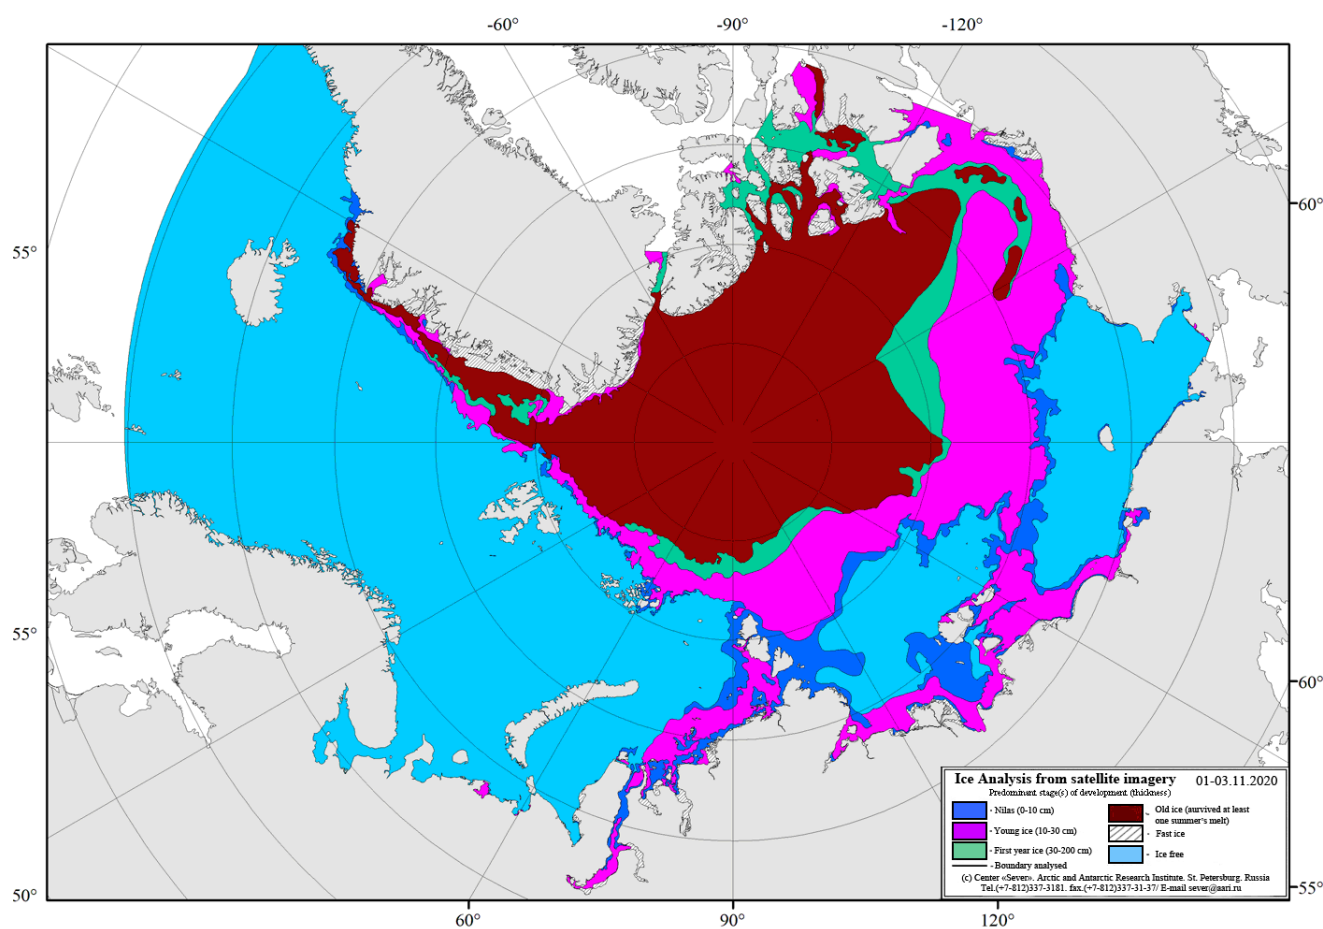 -60°
-90°
-120°
55°
60°
55°
60°
50°
55°
60°
90°
120°
Ice Analysis from satellite imagery
01-03.11.2020
Predominant stage(s) of development (thickness)
- Nilas (0-10 cm)
- Young ice (10-30 cm)
- First year ice (30-200 cm)
- Boundary analysed
- Old ice (survived at least
one summer's melt)
- Fast ice
- Ice free
(c) Center «Sever». Arctic and Antarctic Research Institute. St. Petersburg. Russia
Tel.(+7-812)337-3181. fax.(+7-812)337-31-37/ E-mail sever@aari.ru